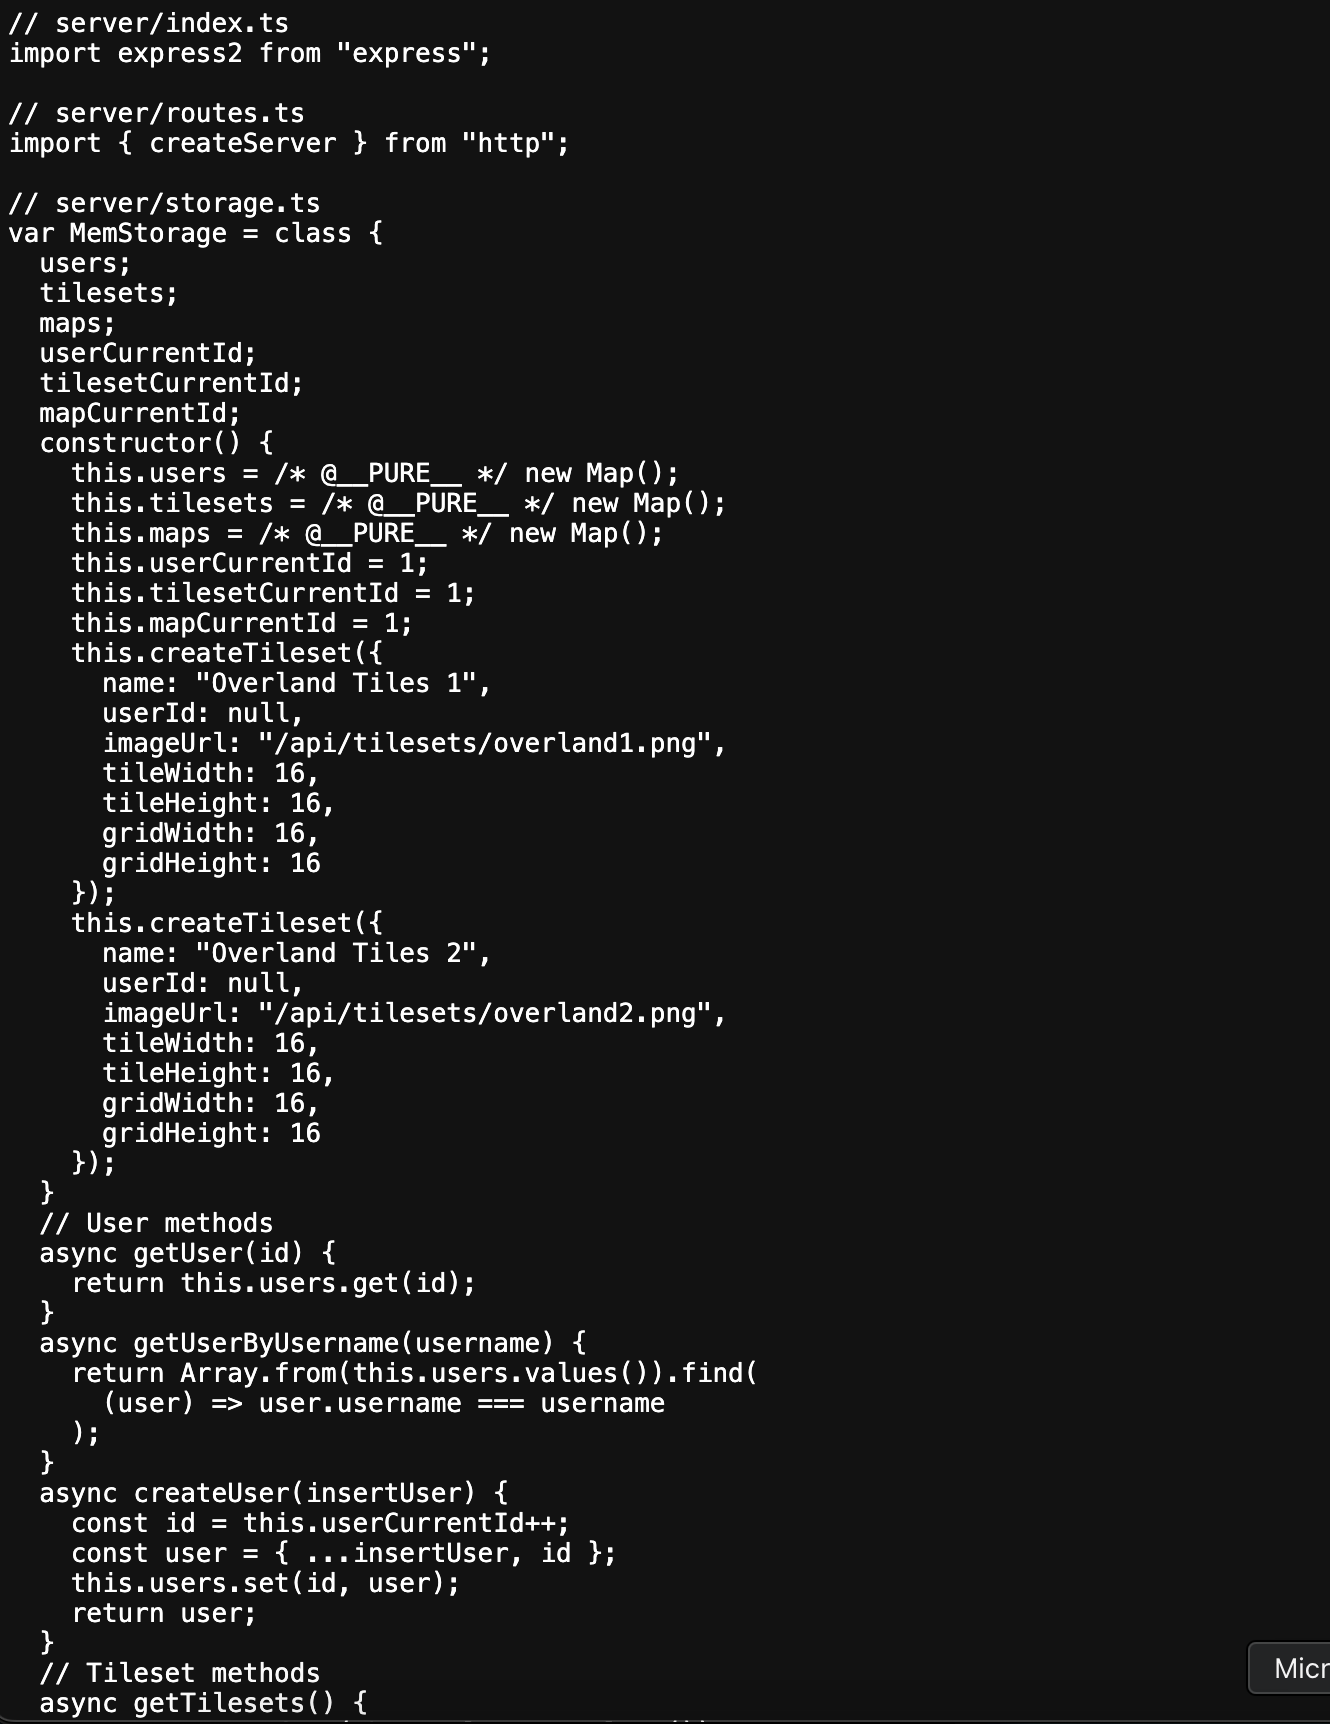 // server/index.ts
import express2 from "express";

// server/routes.ts
import { createServer } from "http";

// server/storage.ts
var MemStorage = class {
  users;
  tilesets;
  maps;
  userCurrentId;
  tilesetCurrentId;
  mapCurrentId;
  constructor() {
    this.users = /* @__PURE__ */ new Map();
    this.tilesets = /* @__PURE__ */ new Map();
    this.maps = /* @__PURE__ */ new Map();
    this.userCurrentId = 1;
    this.tilesetCurrentId = 1;
    this.mapCurrentId = 1;
    this.createTileset({
      name: "Overland Tiles 1",
      userId: null,
      imageUrl: "/api/tilesets/overland1.png",
      tileWidth: 16,
      tileHeight: 16,
      gridWidth: 16,
      gridHeight: 16
    });
    this.createTileset({
      name: "Overland Tiles 2",
      userId: null,
      imageUrl: "/api/tilesets/overland2.png",
      tileWidth: 16,
      tileHeight: 16,
      gridWidth: 16,
      gridHeight: 16
    });
  }
  // User methods
  async getUser(id) {
    return this.users.get(id);
  }
  async getUserByUsername(username) {
    return Array.from(this.users.values()).find(
      (user) => user.username === username
    );
  }
  async createUser(insertUser) {
    const id = this.userCurrentId++;
    const user = { ...insertUser, id };
    this.users.set(id, user);
    return user;
  }
  // Tileset methods
  async getTilesets() {
Micr